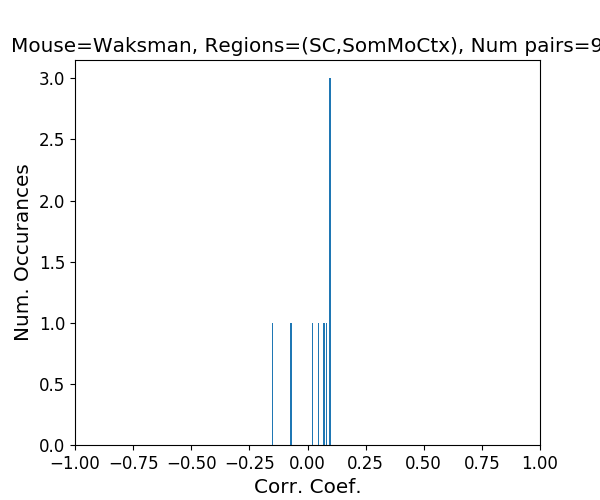 Mouse=Waksman, Regions=(SC,SomMoCtx), Num pairs=9
3.0
2.5
2.0
1.5
1.0
0.5
0.0
Num. Occurances
−1.00 −0.75 −0.50 −0.25 0.00 0.25 0.50 0.75 1.00
Corr. Coef.